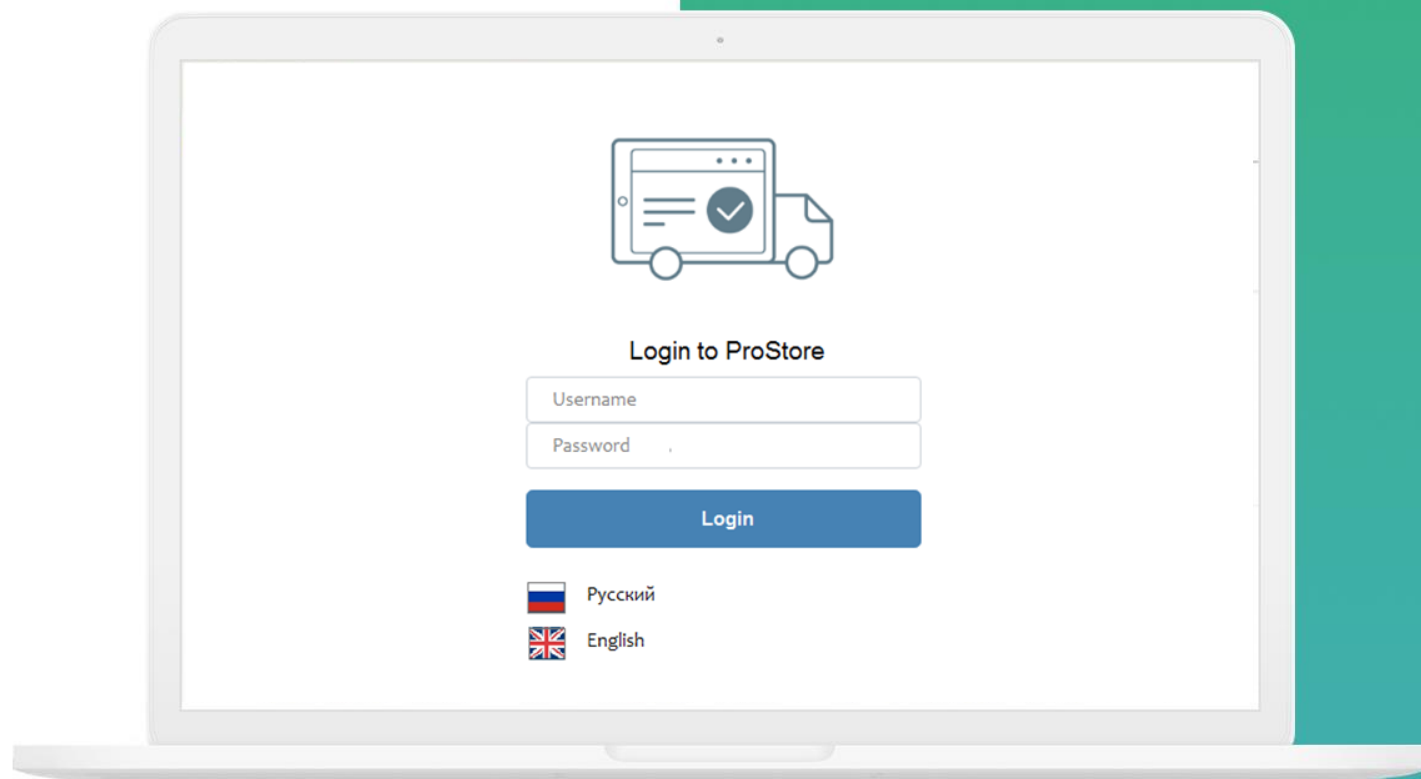 Login to ProStore
Username
Password
Login
Русский
English